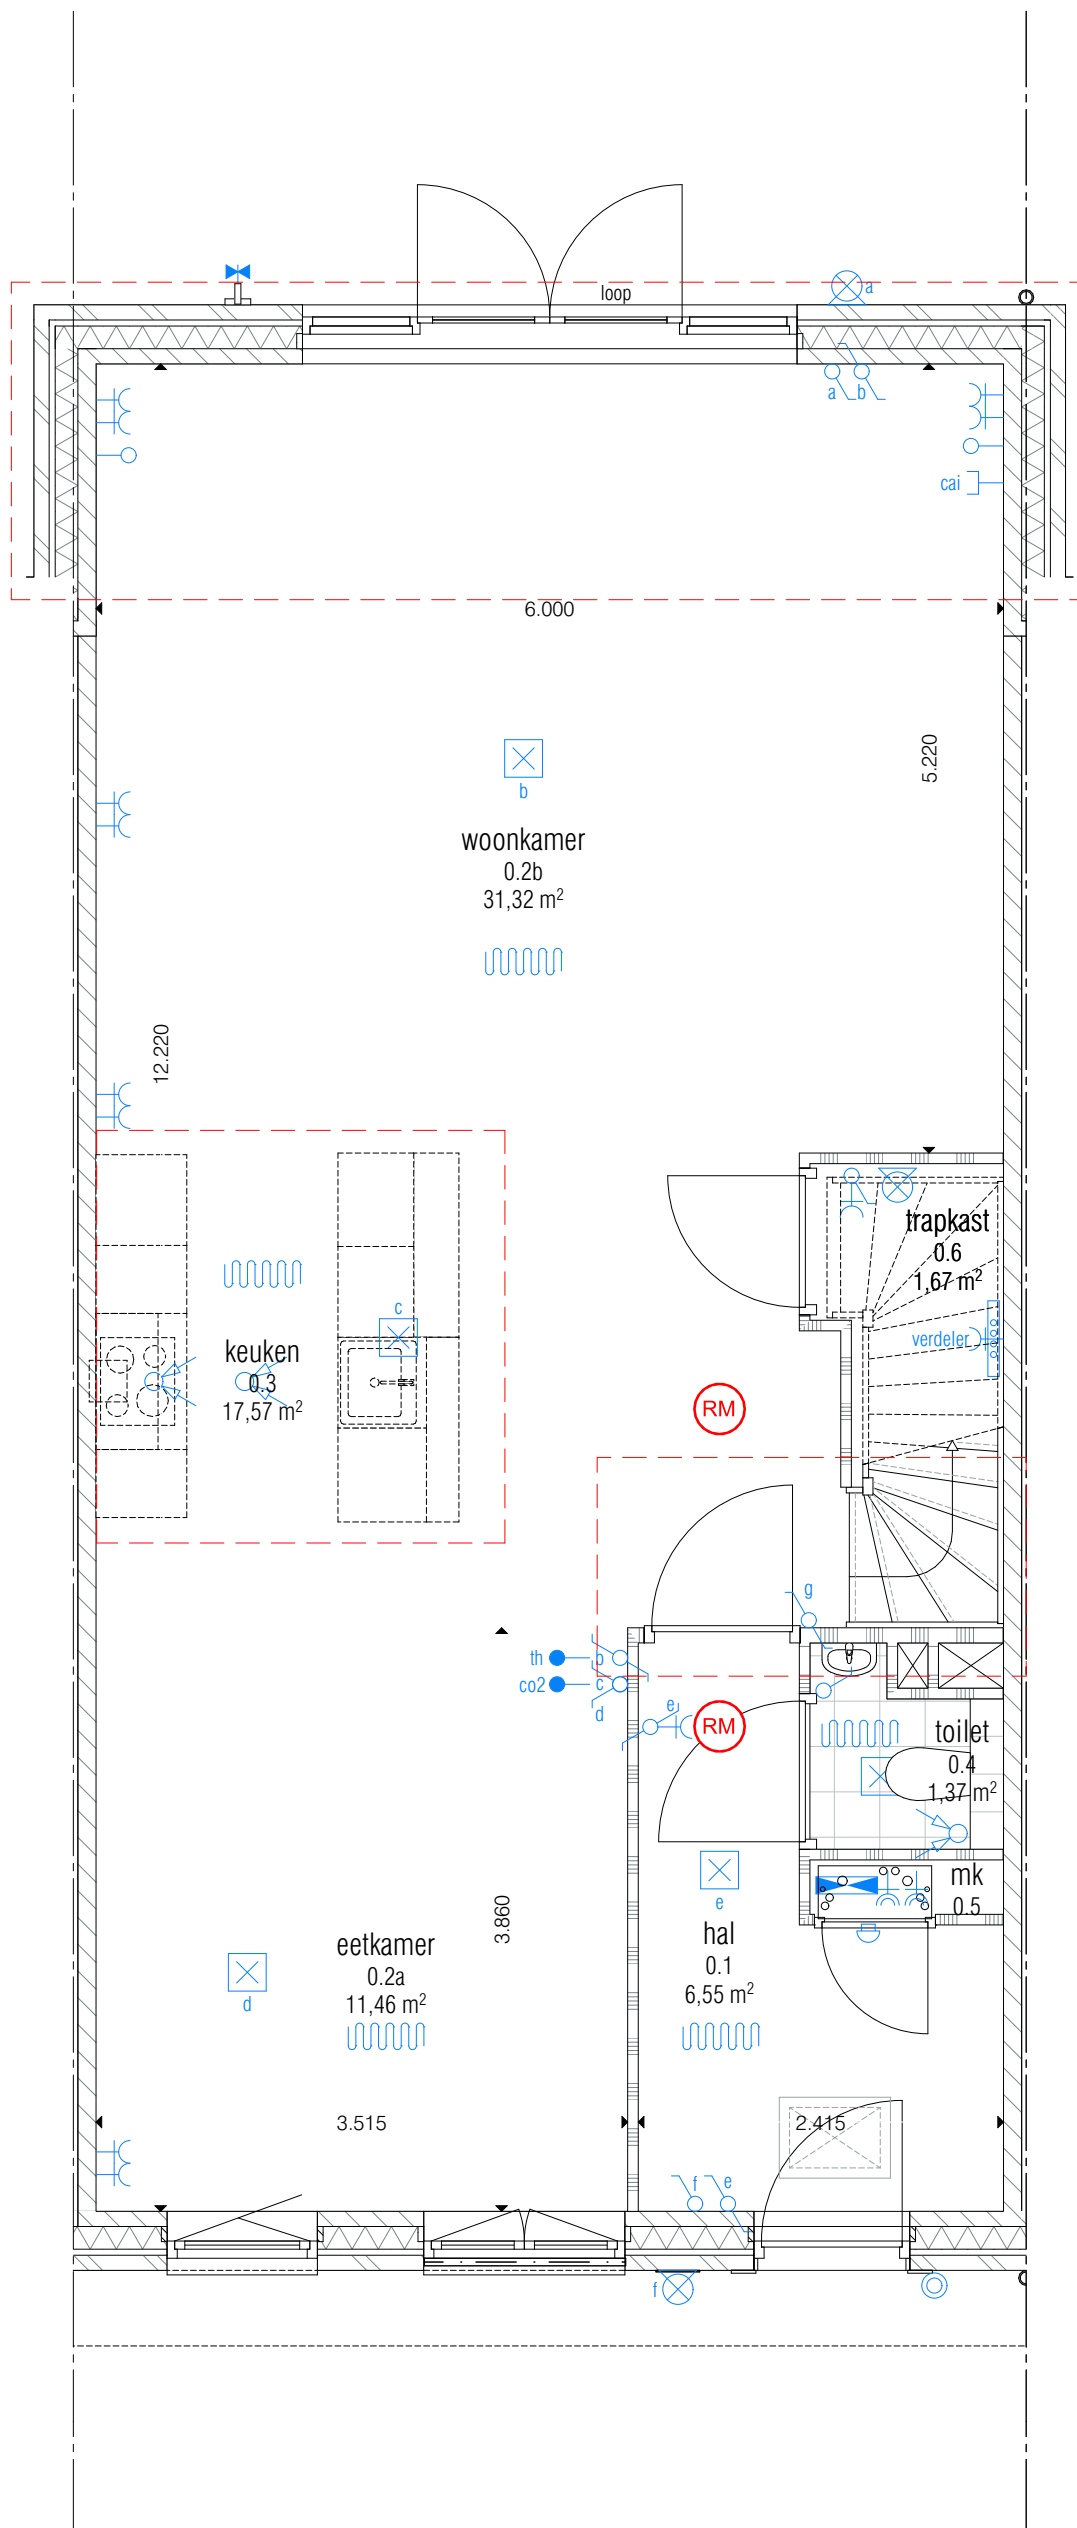 loop
a
a
b
cai
6.000
5.220
b
woonkamer
0.2b
31,32 m²
12.220
trapkast
0.6
1,67 m²
c
verdeler
keuken
0.3
17,57 m²
RM
g
th
b
co2
c
d
e
RM
toilet
0.4
1,37 m²
mk
0.5
e
hal
0.1
6,55 m²
3.860
eetkamer
0.2a
11,46 m²
d
3.515
2.415
f
e
f